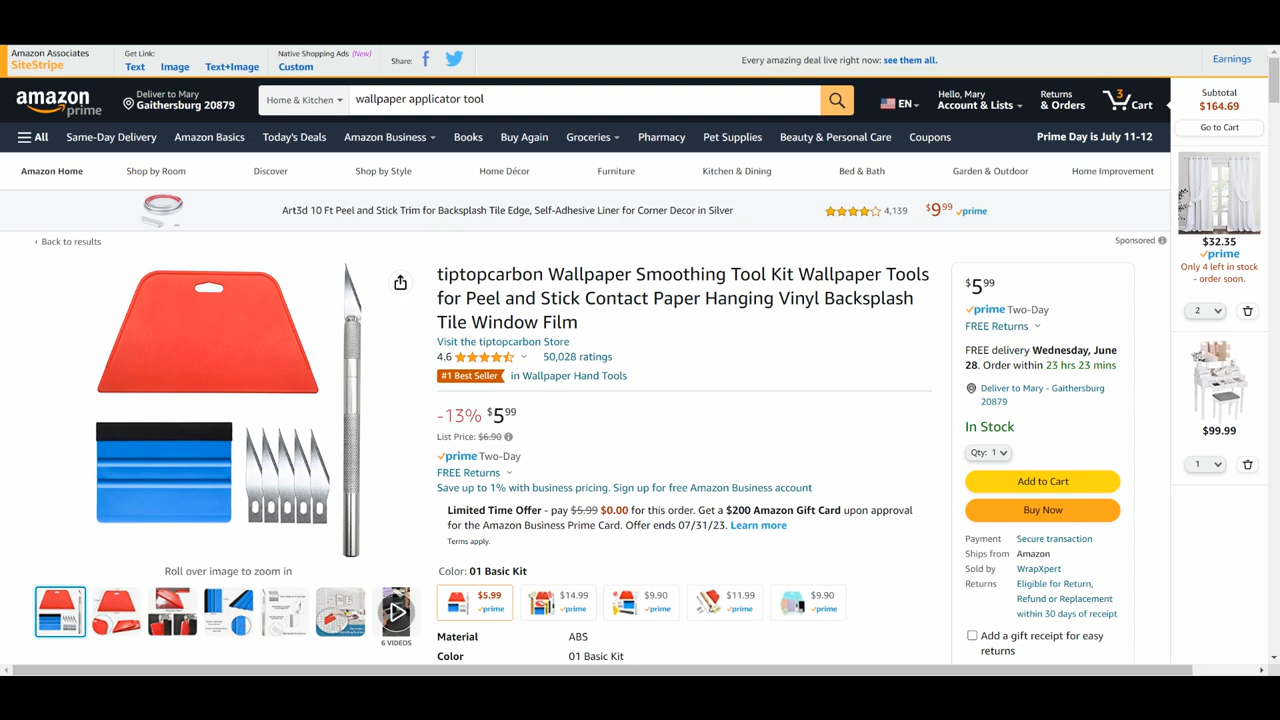 Amazon Associates
SiteStripe
Get Link:
Text Image Text+Image
Native Shopping Ads (New)
Custom
Share:
Every amazing deal live right now: see them all.
Earnings
amazon
prime
Deliver to Mary
Gaithersburg 20879
Home & Kitchen
wallpaper applicator tool
EN
Hello, Mary
Account & Lists
Returns
& Orders
3
Cart
Subtotal
$164.69
Go to Cart
All Same-Day Delivery Amazon Basics Today's Deals Amazon Business Books Buy Again Groceries Pharmacy Pet Supplies Beauty & Personal Care Coupons Prime Day is July 11-12
Amazon Home Shop by Room Discover Shop by Style Home Décor Furniture Kitchen & Dining Bed & Bath Garden & Outdoor Home Improvement
Art3d 10 Ft Peel and Stick Trim for Backsplash Tile Edge, Self-Adhesive Liner for Corner Decor in Silver
4,139
$9 99 prime
Sponsored
‹ Back to results
tiptopcarbon Wallpaper Smoothing Tool Kit Wallpaper Tools
for Peel and Stick Contact Paper Hanging Vinyl Backsplash
Tile Window Film
Visit the tiptopcarbon Store
4.6 50,028 ratings
#1 Best Seller in Wallpaper Hand Tools
-13% $5 99
List Price: $6.90
prime Two-Day
FREE Returns
Save up to 1% with business pricing. Sign up for free Amazon Business account
Limited Time Offer - pay $5.99 $0.00 for this order. Get a $200 Amazon Gift Card upon approval
for the Amazon Business Prime Card. Offer ends 07/31/23. Learn more
Terms apply.
Roll over image to zoom in
6 VIDEOS
Color: 01 Basic Kit
$5.99
prime
$14.99
prime
$9.90
prime
$11.99
prime
$9.90
prime
Material ABS
Color 01 Basic Kit
$5 99
prime Two-Day
FREE Returns
FREE delivery Wednesday, June
28. Order within 23 hrs 23 mins
Deliver to Mary - Gaithersburg
20879
In Stock
Qty: 1
Add to Cart
Buy Now
Payment Secure transaction
Ships from Amazon
Sold by WrapXpert
Returns Eligible for Return,
Refund or Replacement
within 30 days of receipt
Add a gift receipt for easy
returns
$32.35
prime
Only 4 left in stock
- order soon.
2
$99.99
1